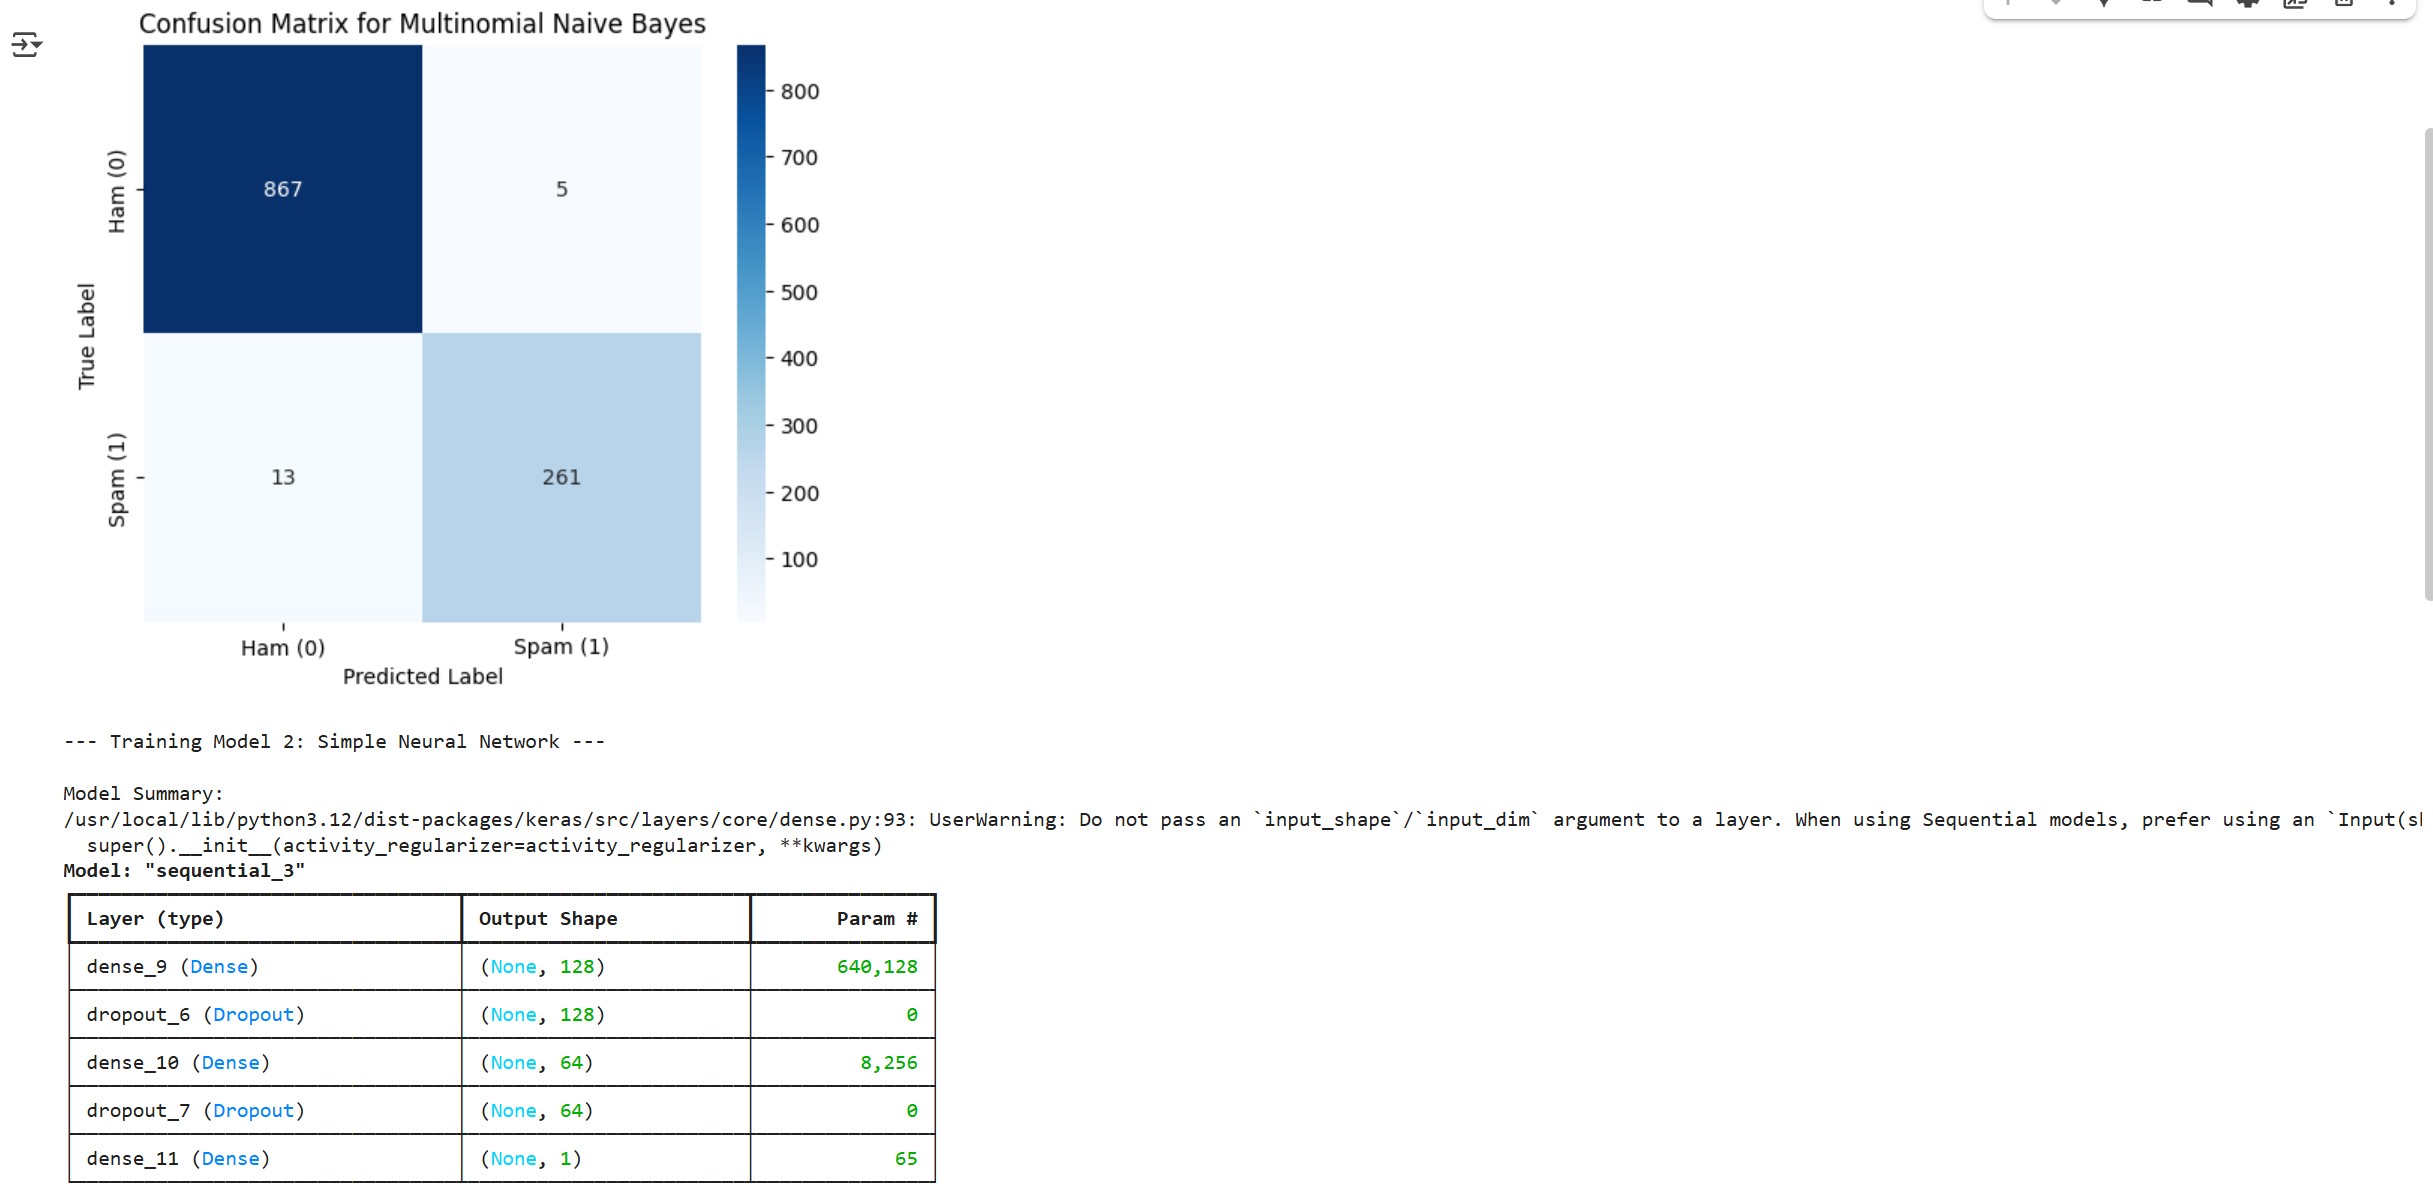 Confusion Matrix for Multinomial Naive Bayes
800
700
600
500
400
300
200
100
True Label
Ham (0)
Spam (1)
867
5
13
261
Ham (0)
Spam (1)
Predicted Label
--- Training Model 2: Simple Neural Network ---
Model Summary:
/usr/local/lib/python3.12/dist-packages/keras/src/layers/core/dense.py:93: UserWarning: Do not pass an `input_shape`/`input_dim` argument to a layer. When using Sequential models, prefer using an `Input(sh
super().__init__(activity_regularizer=activity_regularizer, **kwargs)
Model: "sequential_3"
Layer (type) Output Shape Param #
dense_9 (Dense) (None, 128) 640,128
dropout_6 (Dropout) (None, 128) 0
dense_10 (Dense) (None, 64) 8,256
dropout_7 (Dropout) (None, 64) 0
dense_11 (Dense) (None, 1) 65